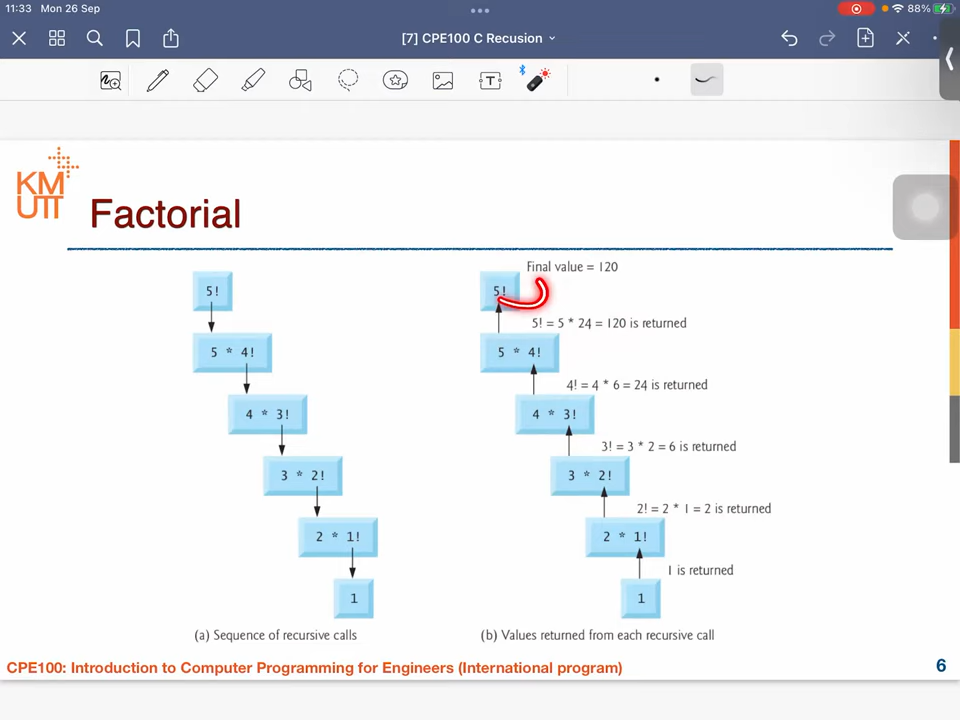 11:33 Mon 26 Sep
88%
[7] CPE100 C Recusion
T
KM
UTT
Factorial
5!
5 * 4!
4 * 3!
3 * 2!
2 * 1!
1
(a) Sequence of recursive calls
Final value = 120
5!
5! = 5 * 24 = 120 is returned
5 * 4!
4! = 4 * 6 = 24 is returned
4 * 3!
3! = 3 * 2 = 6 is returned
3 * 2!
2! = 2 * 1 = 2 is returned
2 * 1!
1 is returned
1
(b) Values returned from each recursive call
CPE100: Introduction to Computer Programming for Engineers (International program)
6